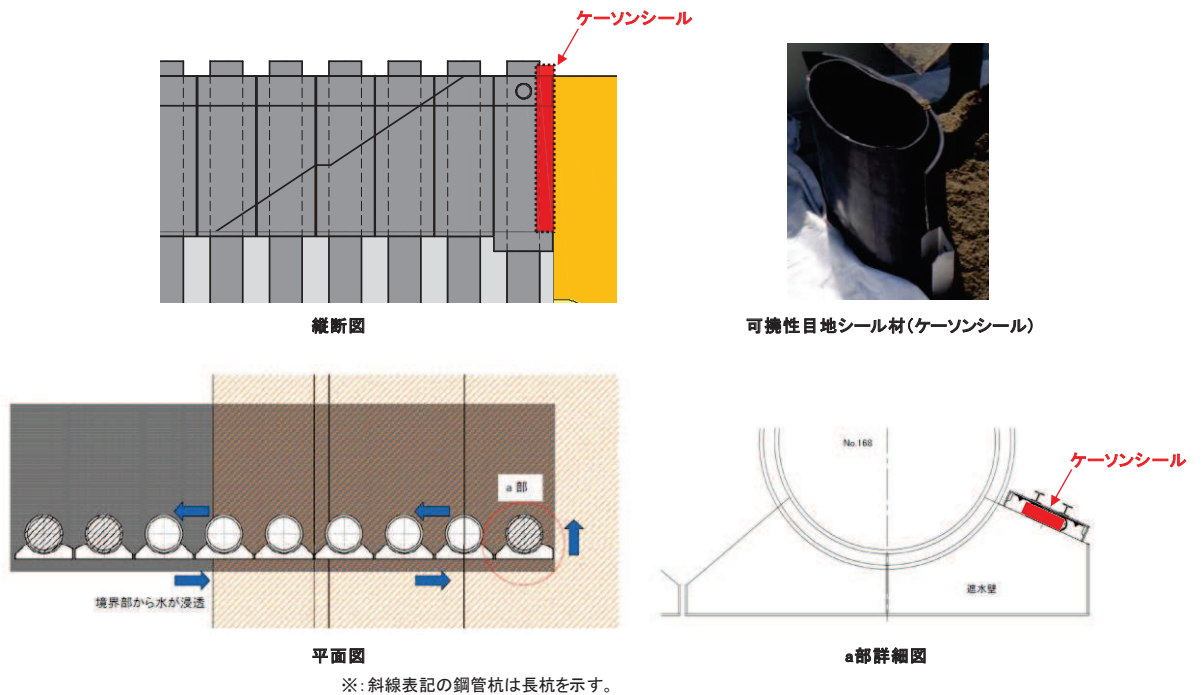 ケーソンシール
縦断図
可撓性目地シール材(ケーソンシール)
a 部
境界部から水が浸透
平面図
※:斜線表記の鋼管杭は長杭を示す。
No.168
ケーソンシール
遮水壁
a部詳細図